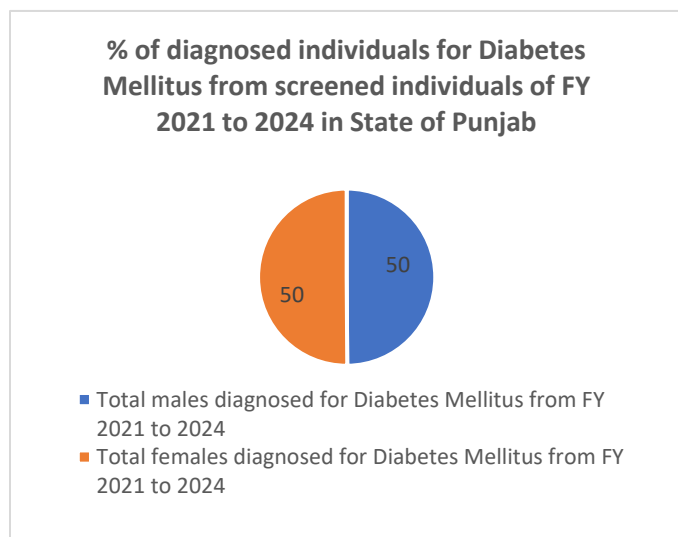 % of diagnosed individuals for Diabetes
Mellitus from screened individuals of FY
2021 to 2024 in State of Punjab
50
50
Total males diagnosed for Diabetes Mellitus from FY
2021 to 2024
Total females diagnosed for Diabetes Mellitus from FY
2021 to 2024